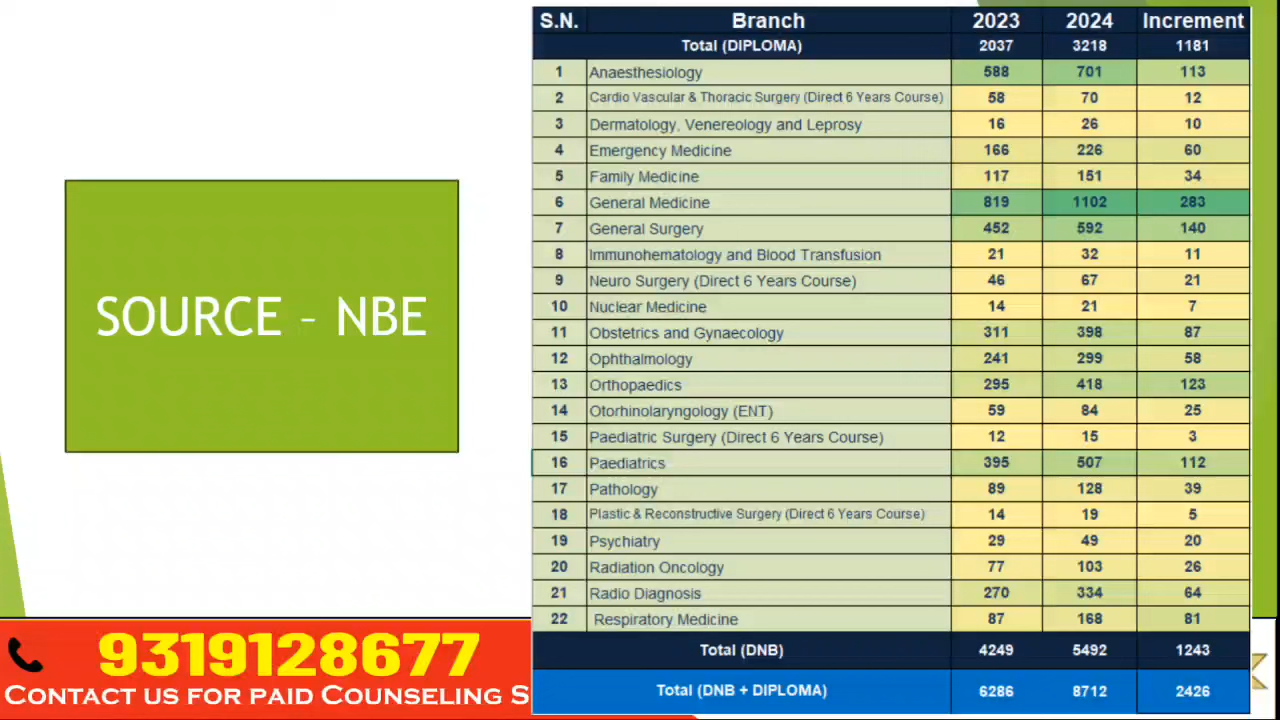 SOURCE - NBE
S.N. Branch 2023 2024 Increment
Total (DIPLOMA) 2037 3218 1181
1 Anaesthesiology 588 701 113
2 Cardio Vascular & Thoracic Surgery (Direct 6 Years Course) 58 70 12
3 Dermatology, Venereology and Leprosy 16 26 10
4 Emergency Medicine 166 226 60
5 Family Medicine 117 151 34
6 General Medicine 819 1102 283
7 General Surgery 452 592 140
8 Immunohematology and Blood Transfusion 21 32 11
9 Neuro Surgery (Direct 6 Years Course) 46 67 21
10 Nuclear Medicine 14 21 7
11 Obstetrics and Gynaecology 311 398 87
12 Ophthalmology 241 299 58
13 Orthopaedics 295 418 123
14 Otorhinolaryngology (ENT) 59 84 25
15 Paediatric Surgery (Direct 6 Years Course) 12 15 3
16 Paediatrics 395 507 112
17 Pathology 89 128 39
18 Plastic & Reconstructive Surgery (Direct 6 Years Course) 14 19 5
19 Psychiatry 29 49 20
20 Radiation Oncology 77 103 26
21 Radio Diagnosis 270 334 64
22 Respiratory Medicine 87 168 81
Total (DNB) 4249 5492 1243
Total (DNB + DIPLOMA) 6286 8712 2426
9319128677
CONTACT US FOR PAID COUNSELING S